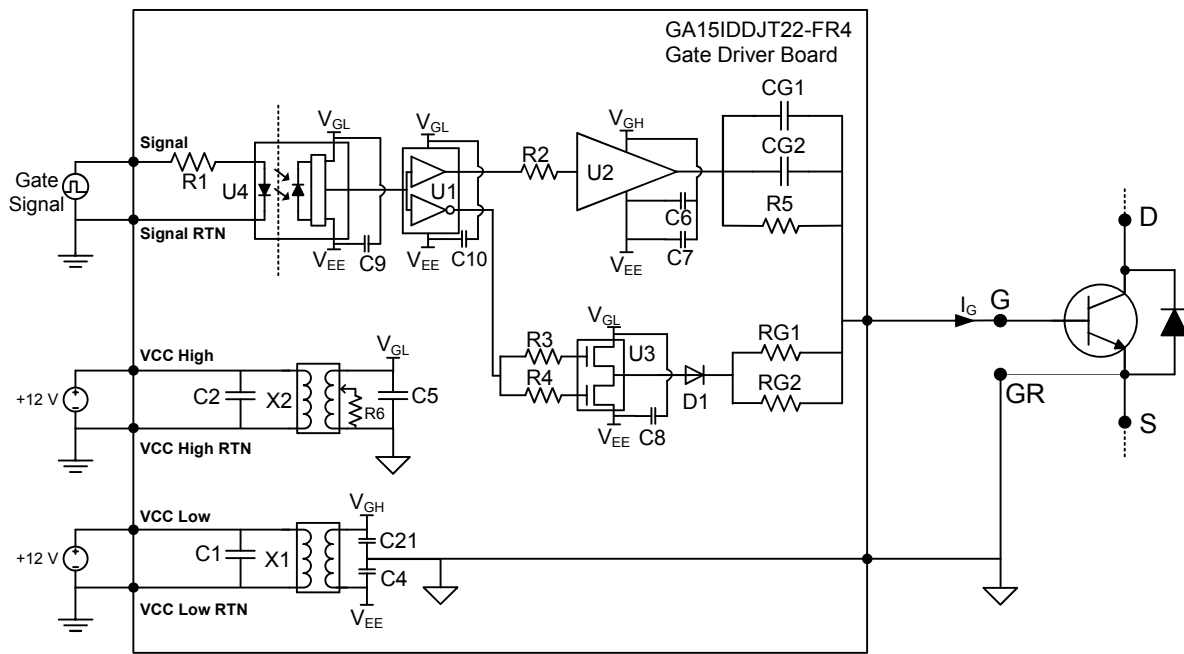 GA15IDDJT22-FR4
Gate Driver Board
CG1
VGL
VGL
VGH
Signal
CG2
R2
R1
U4
U1
U2
Gate
Signal
R5
C6
D
Signal RTN
VEE
C9
VEE
C10
VEE
C7
IG
G
VGL
VCC High
VGL
R3
U3
RG1
+12 V
C2
X2
R6
C5
R4
D1
RG2
GR
VCC High RTN
VEE
C8
S
VGH
VCC Low
C21
+12 V
C1
X1
C4
VCC Low RTN
VEE